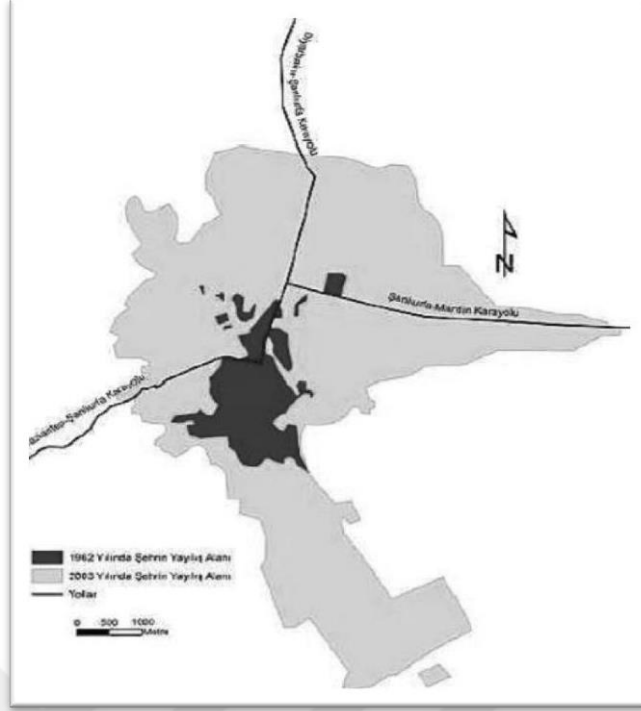 Diyarbakır-Şanlıurfa Karayolu
N
Şanlıurfa-Mardin Karayolu
Gaziantep-Şanlıurfa Karayolu
1962 Yılında Şehrin Yayılış Alanı
2003 Yılında Şehrin Yayılış Alanı
Yollar
0 500 1000
Metre